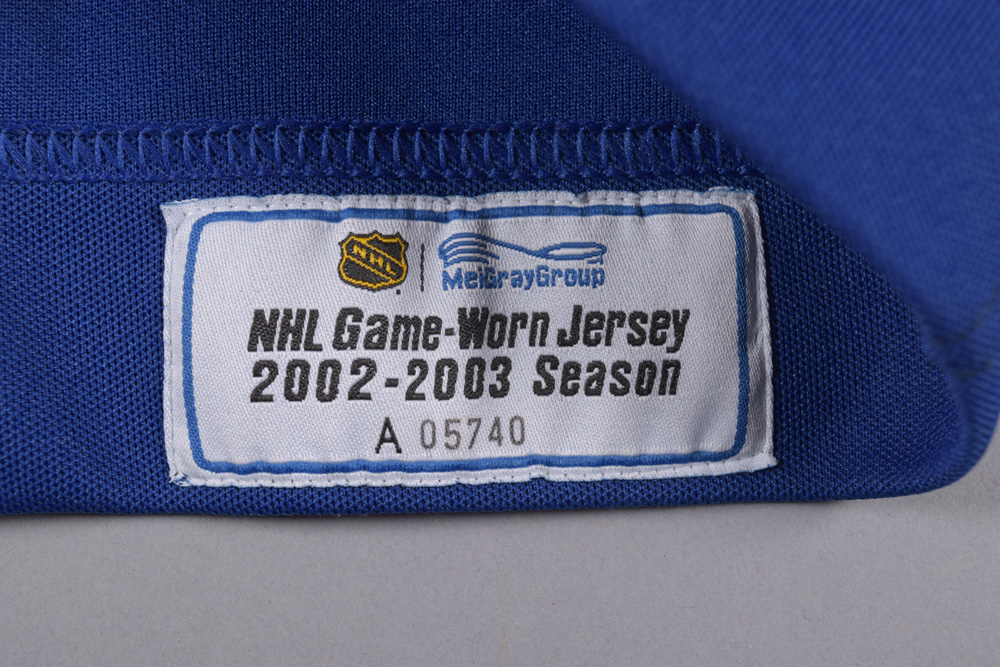 NHL MeiGrayGroup
NHL Game-Worn Jersey
2002-2003 Season
A 05740